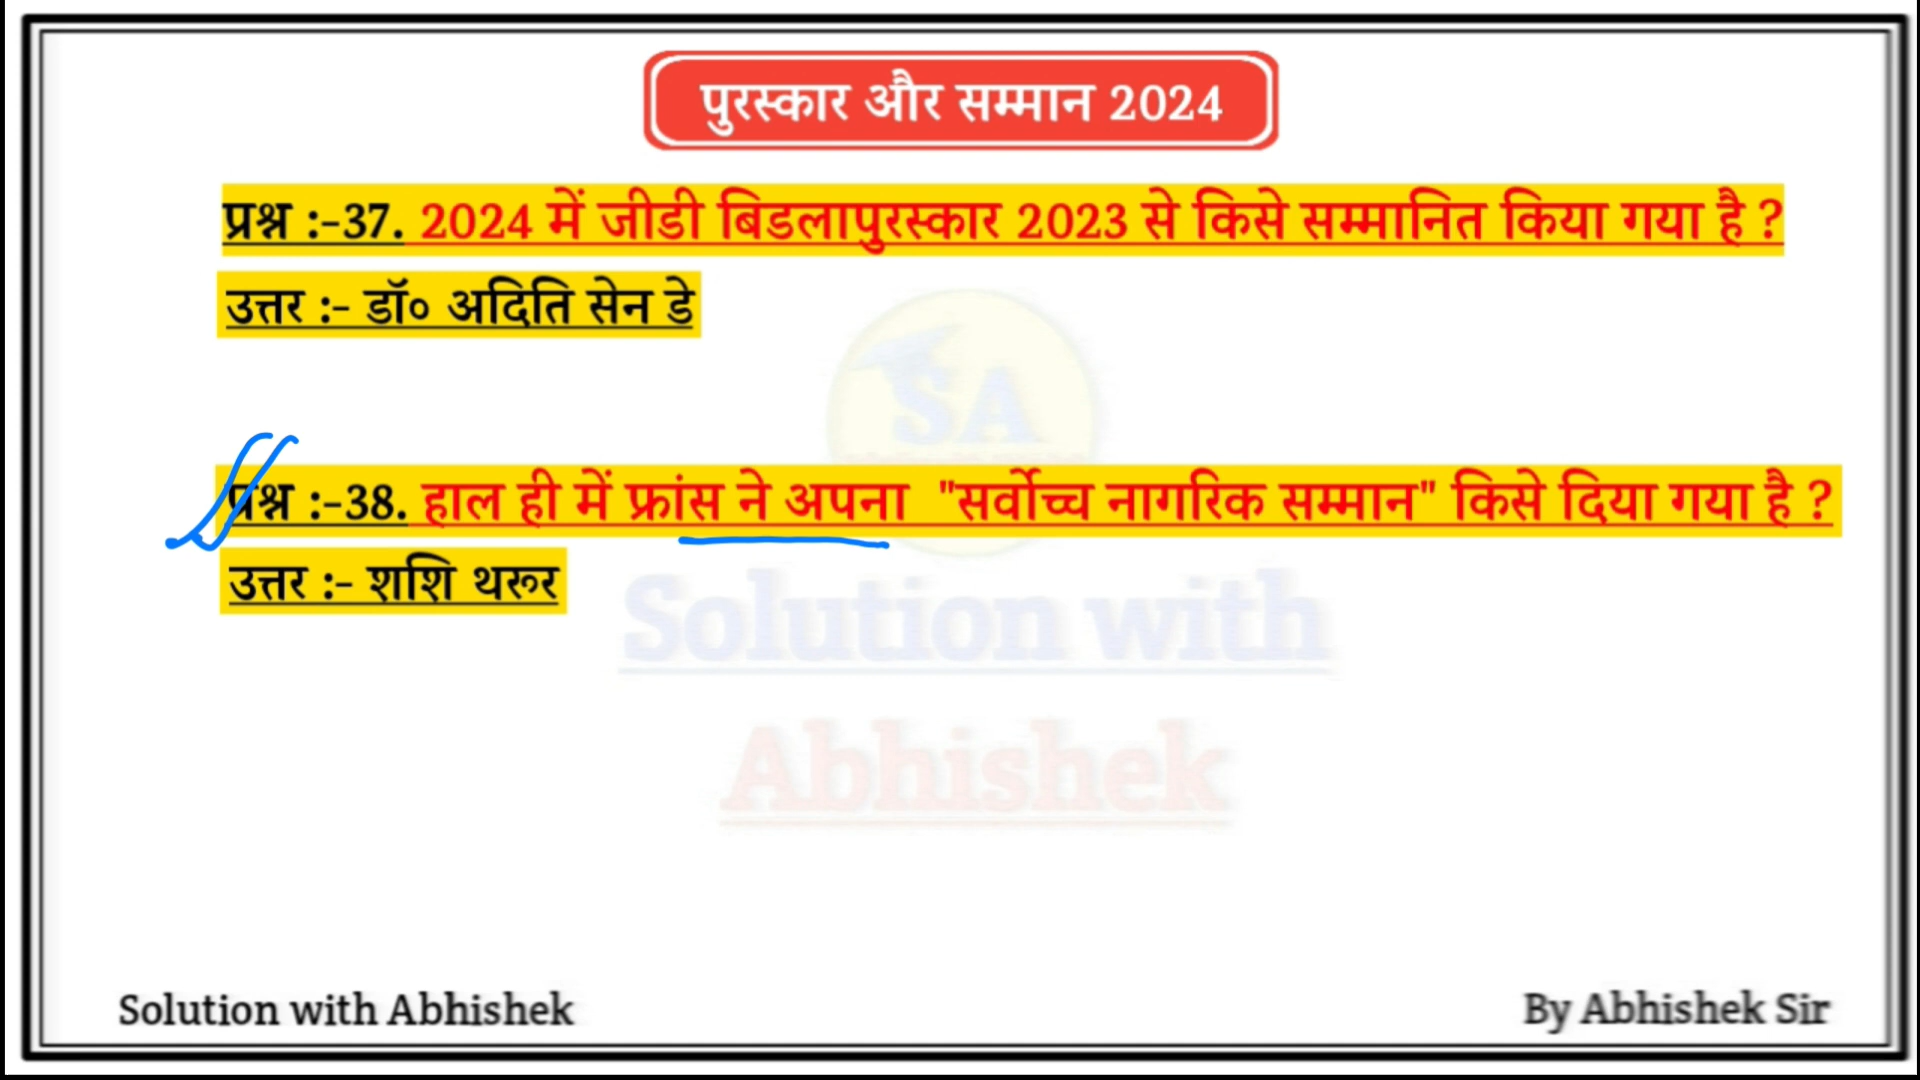 पुरस्कार और सम्मान 2024
प्रश्न :-37. 2024 में जीडी बिडलापुरस्कार 2023 से किसे सम्मानित किया गया है ?
उत्तर :- डॉ० अदिति सेन डे
SA
प्रश्न :-38. हाल ही में फ्रांस ने अपना "सर्वोच्च नागरिक सम्मान" किसे दिया गया है ?
उत्तर :- शशि थरूर
Solution with
Abhishek
Solution with Abhishek
By Abhishek Sir